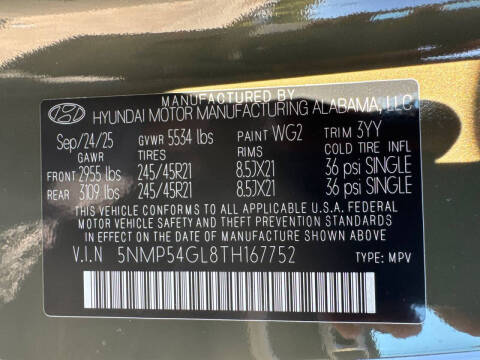 MANUFACTURED BY
HYUNDAI MOTOR MANUFACTURING ALABAMA, LLC
Sep/24/25 GVWR 5534 lbs PAINT WG2 TRIM 3YY
GAWR TIRES RIMS COLD TIRE INFL
FRONT 2955 lbs 245/45R21 8.5JX21 36 psi SINGLE
REAR 3109 lbs 245/45R21 8.5JX21 36 psi SINGLE
THIS VEHICLE CONFORMS TO ALL APPLICABLE U.S.A. FEDERAL
MOTOR VEHICLE SAFETY AND THEFT PREVENTION STANDARDS
IN EFFECT ON THE DATE OF MANUFACTURE SHOWN ABOVE.
V.I.N 5NMP54GL8TH167752 TYPE: MPV